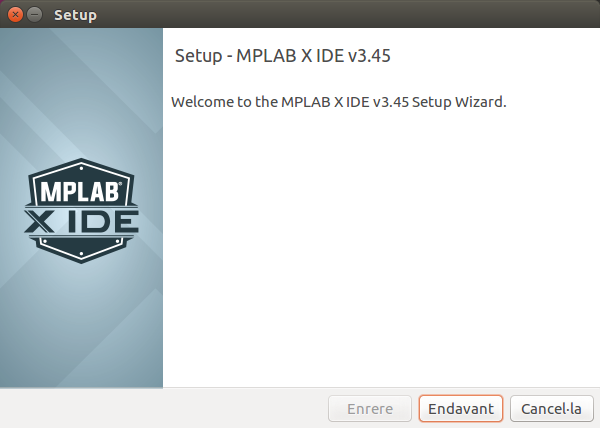 Setup
Setup - MPLAB X IDE v3.45
Welcome to the MPLAB X IDE v3.45 Setup Wizard.
MPLAB®
X IDE
Enrere
Endavant
Cancel·la